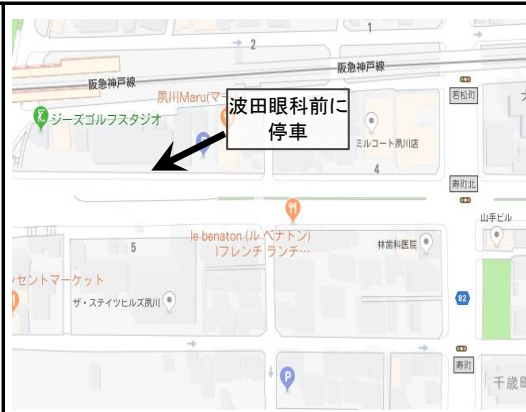 1
2
阪急神戸線
阪急神戸線
夙川Maru(マー
若松町
波田眼科前に
停車
ジーズゴルフスタジオ
P
ミルコート夙川店
4
寿町北
山手ビル
le benaton (ル ベナトン)
(フレンチ ランチ…
5
林歯科医院
ンセントマーケット
ザ・ステイツヒルズ夙川
82
寿町
P
千歳町